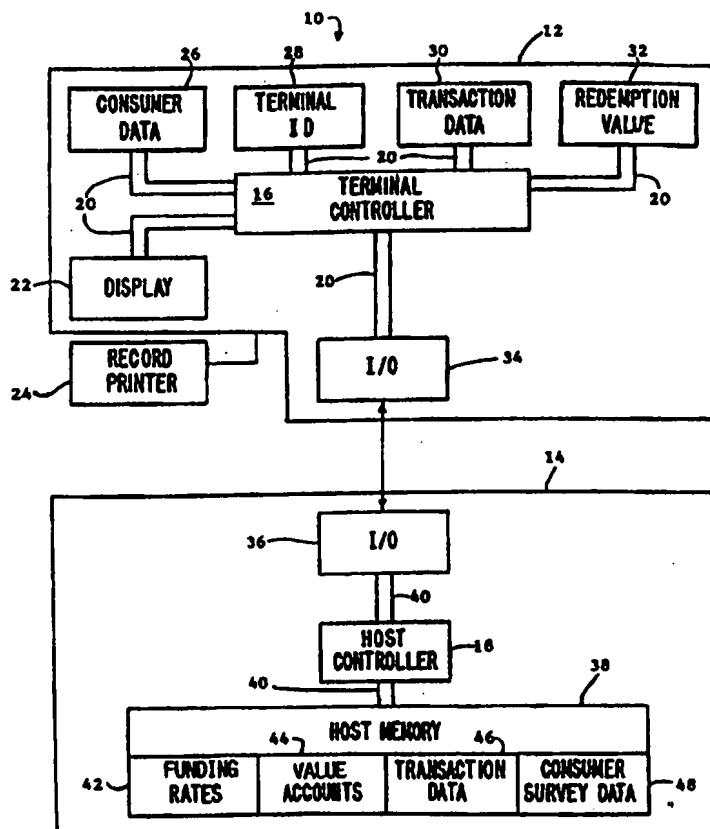 10
12
26
28
30
32
CONSUMER
DATA
TERMINAL
ID
TRANSACTION
DATA
REDEMPTION
VALUE
20
20
20
16
TERMINAL
CONTROLLER
22
DISPLAY
20
24
RECORD
PRINTER
I/O
34
14
36
I/O
40
HOST
CONTROLLER
18
40
38
HOST MEMORY
44
46
42
FUNDING
RATES
VALUE
ACCOUNTS
TRANSACTION
DATA
CONSUMER
SURVEY DATA
48